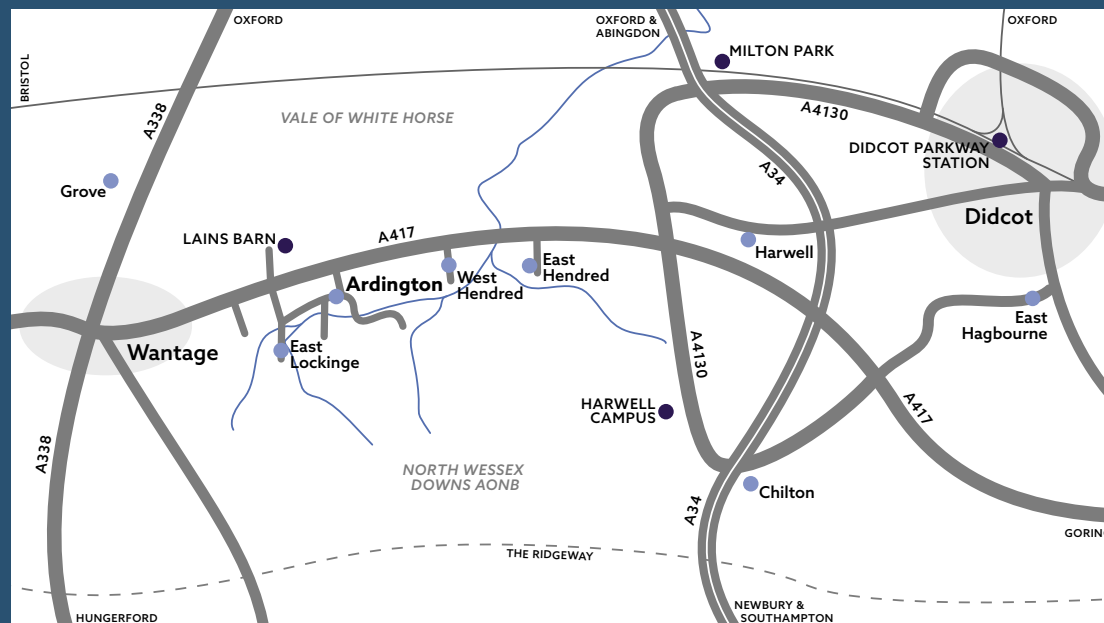 OXFORD
OXFORD &
ABINGDON
OXFORD
BRISTOL
MILTON PARK
A338
VALE OF WHITE HORSE
A4130
DIDCOT PARKWAY
STATION
A34
Grove
Didcot
LAINS BARN
A417
Harwell
East
Hendred
West
Hendred
Ardington
East
Hagbourne
Wantage
East
Lockinge
A4130
HARWELL
CAMPUS
A417
A338
NORTH WESSEX
DOWNS AONB
Chilton
A34
GORIN
THE RIDGEWAY
HUNGERFORD
NEWBURY &
SOUTHAMPTON